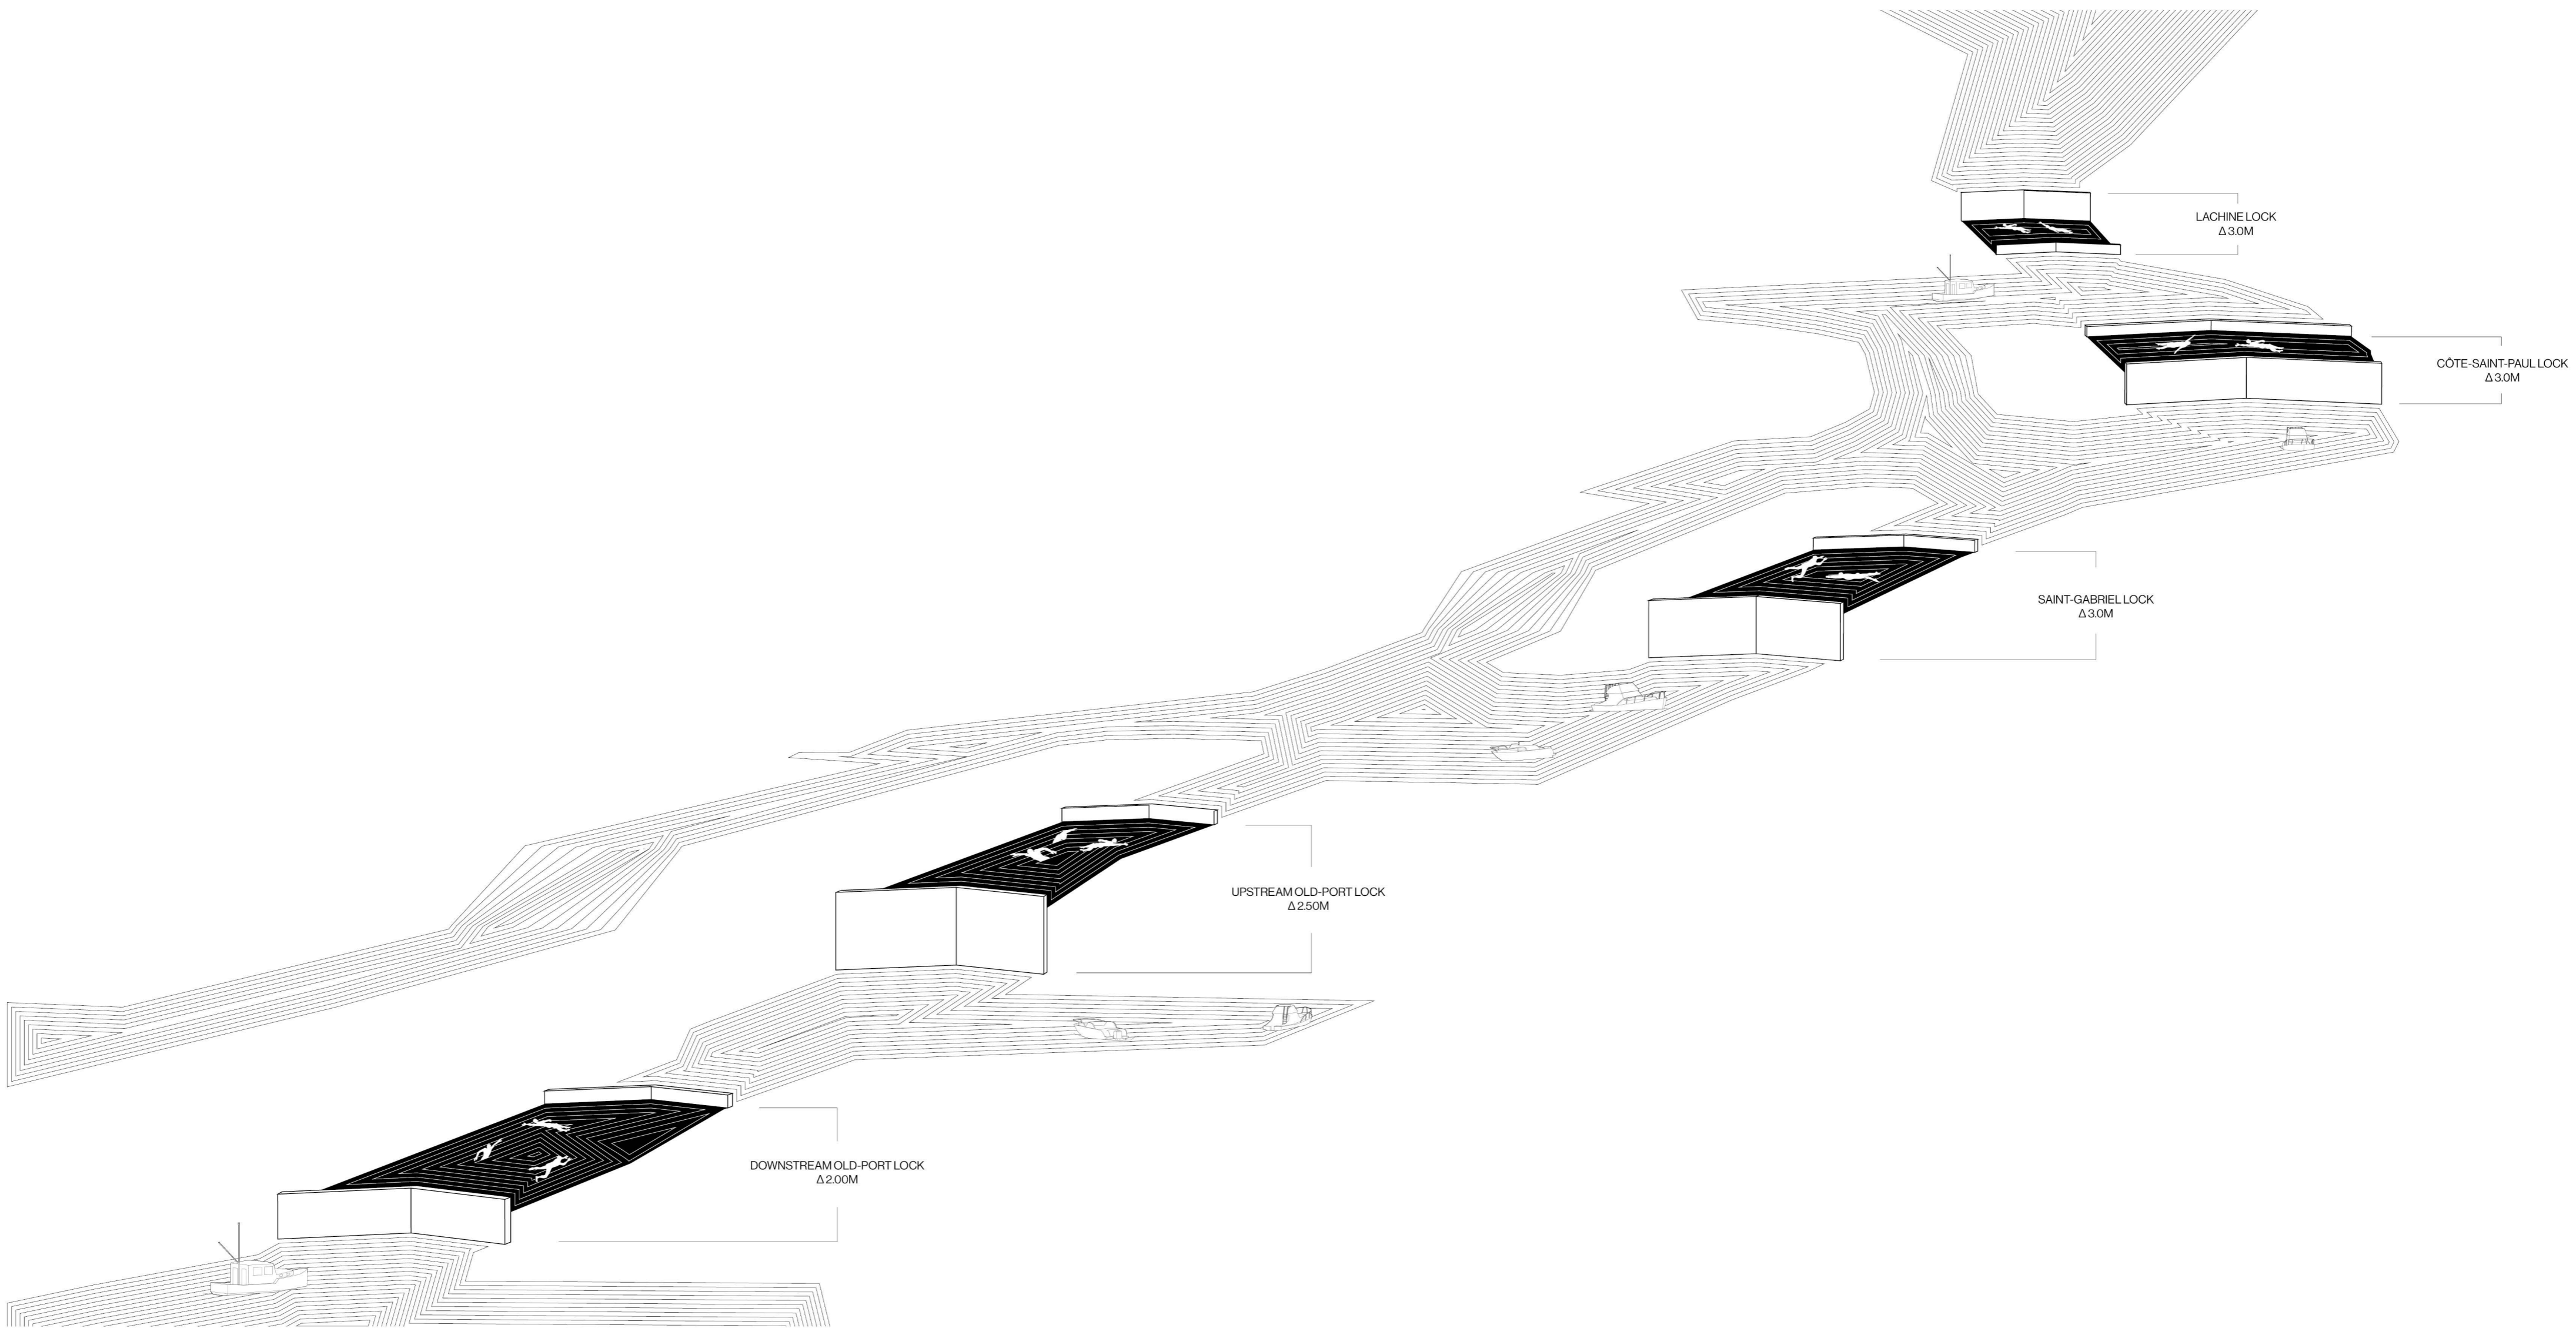 LACHINE LOCK
Δ 3.0M
CÔTE-SAINT-PAUL LOCK
Δ 3.0M
SAINT-GABRIEL LOCK
Δ 3.0M
UPSTREAM OLD-PORT LOCK
Δ 2.50M
DOWNSTREAM OLD-PORT LOCK
Δ 2.00M